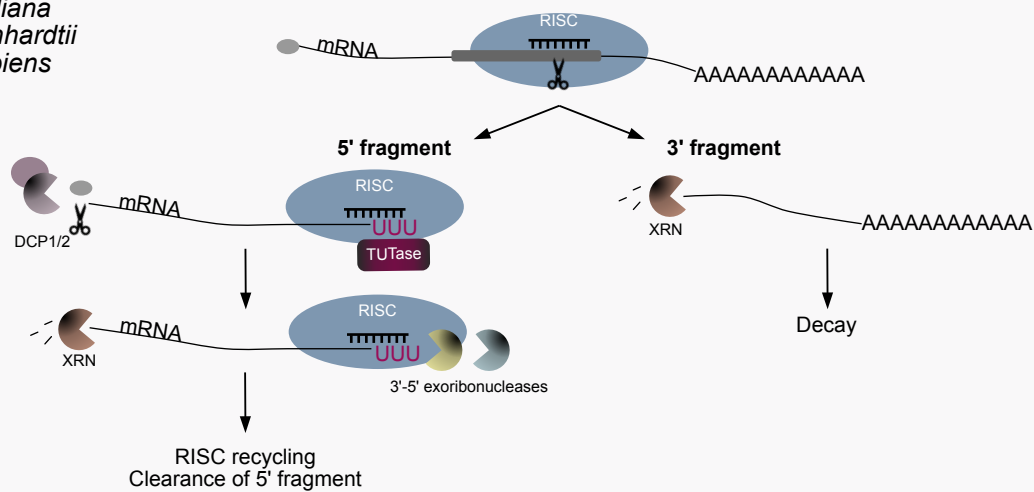 RISC
mRNA
AAAAAAAAAAAA
5' fragment
3' fragment
RISC
mRNA
UUU
DCP1/2
TUTase
XRN
AAAAAAAAAAAA
RISC
mRNA
UUU
XRN
3'-5' exoribonucleases
Decay
RISC recycling
Clearance of 5' fragment